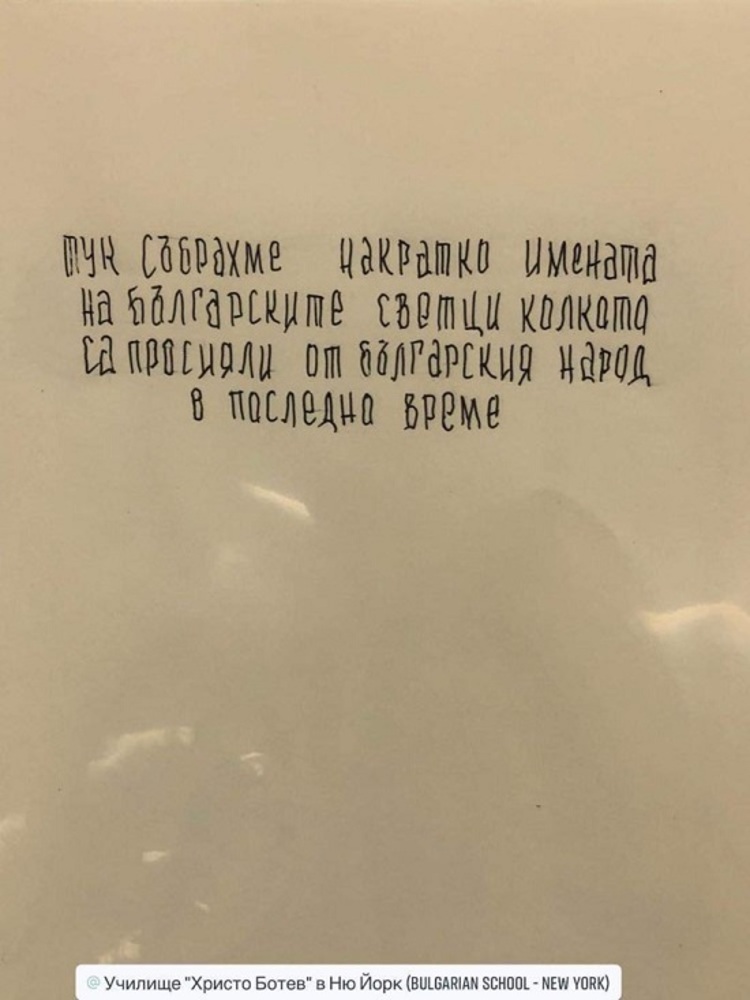 тук събрахме накратко имената
на българските светци колкото
са просияли от българския народ
в последно време
@ Училище "Христо Ботев" в Ню Йорк (BULGARIAN SCHOOL - NEW YORK)